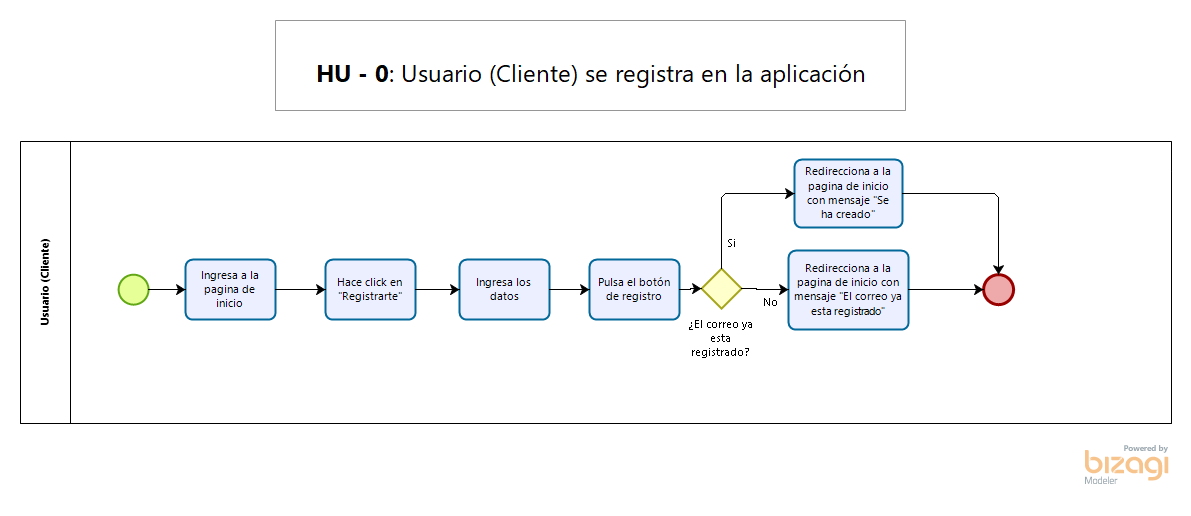 HU - 0: Usuario (Cliente) se registra en la aplicación
Usuario (Cliente)
Ingresa a la
pagina de
inicio
Hace click en
"Registrarte"
Ingresa los
datos
Pulsa el botón
de registro
¿El correo ya
esta
registrado?
Si
Redirecciona a la
pagina de inicio
con mensaje "Se
ha creado"
No
Redirecciona a la
pagina de inicio con
mensaje "El correo ya
esta registrado"
Powered by
bizagi
Modeler